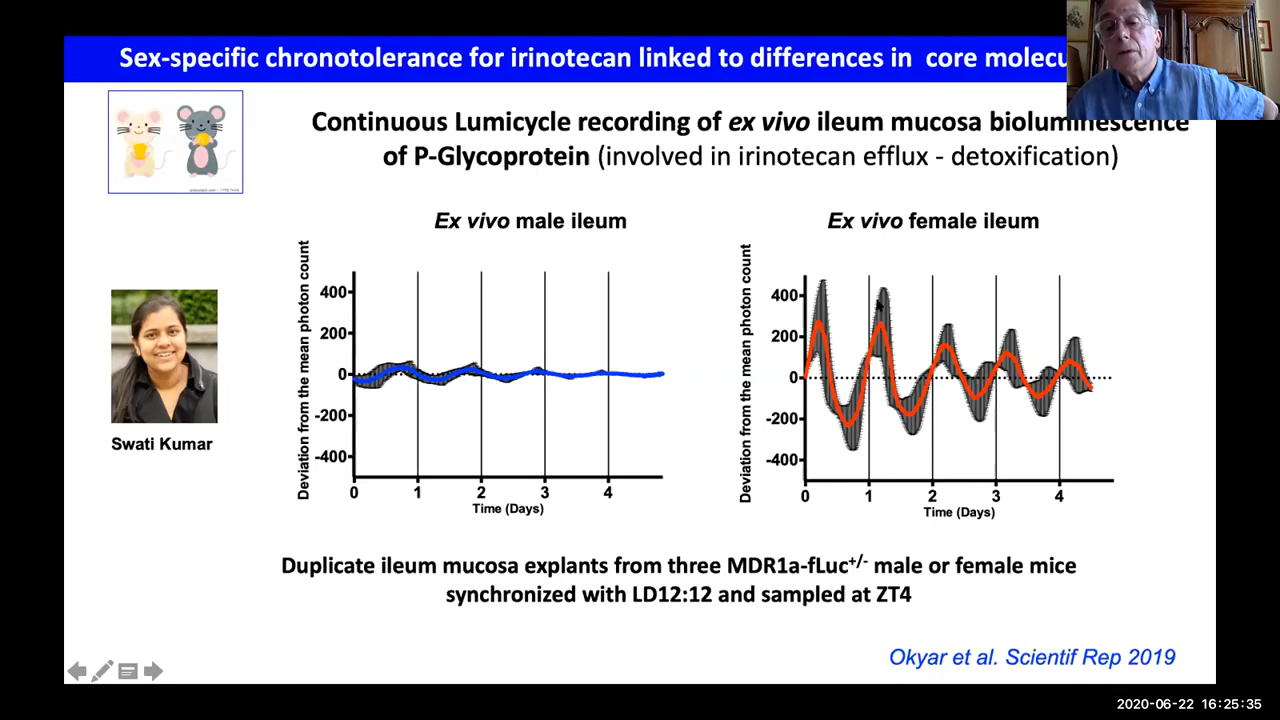 Sex-specific chronotolerance for irinotecan linked to differences in core molecu
Continuous Lumicycle recording of ex vivo ileum mucosa bioluminescence
of P-Glycoprotein (involved in irinotecan efflux - detoxification)
Ex vivo male ileum
Deviation from the mean photon count
400
200
0
-200
-400
0 1 2 3 4
Time (Days)
Ex vivo female ileum
Deviation from the mean photon count
400
200
0
-200
-400
0 1 2 3 4
Time (Days)
Swati Kumar
Duplicate ileum mucosa explants from three MDR1a-fLuc+/- male or female mice
synchronized with LD12:12 and sampled at ZT4
Okyar et al. Scientif Rep 2019
2020-06-22 16:25:35